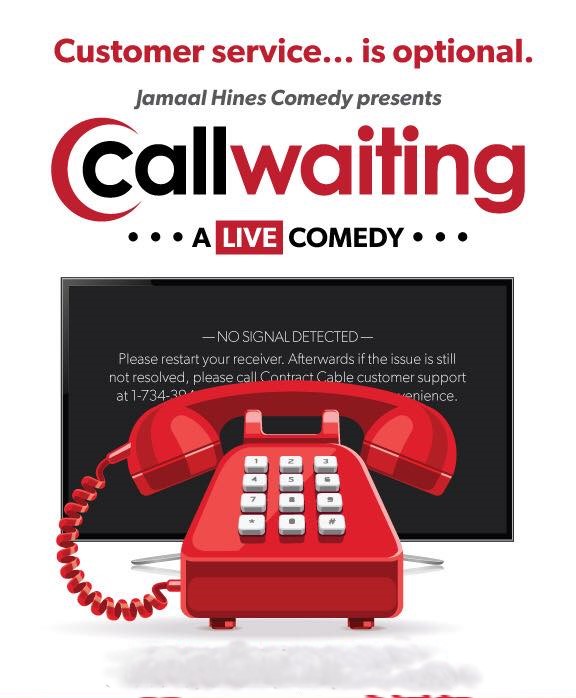 Customer service... is optional.
Jamaal Hines Comedy presents
callwaiting
• • • A LIVE COMEDY • • •
—NO SIGNAL DETECTED—
Please restart your receiver. Afterwards if the issue is still
not resolved, please call Contract Cable customer support
at 1-734-
1 2 3
4 5 6
7 8 9
* 0 #